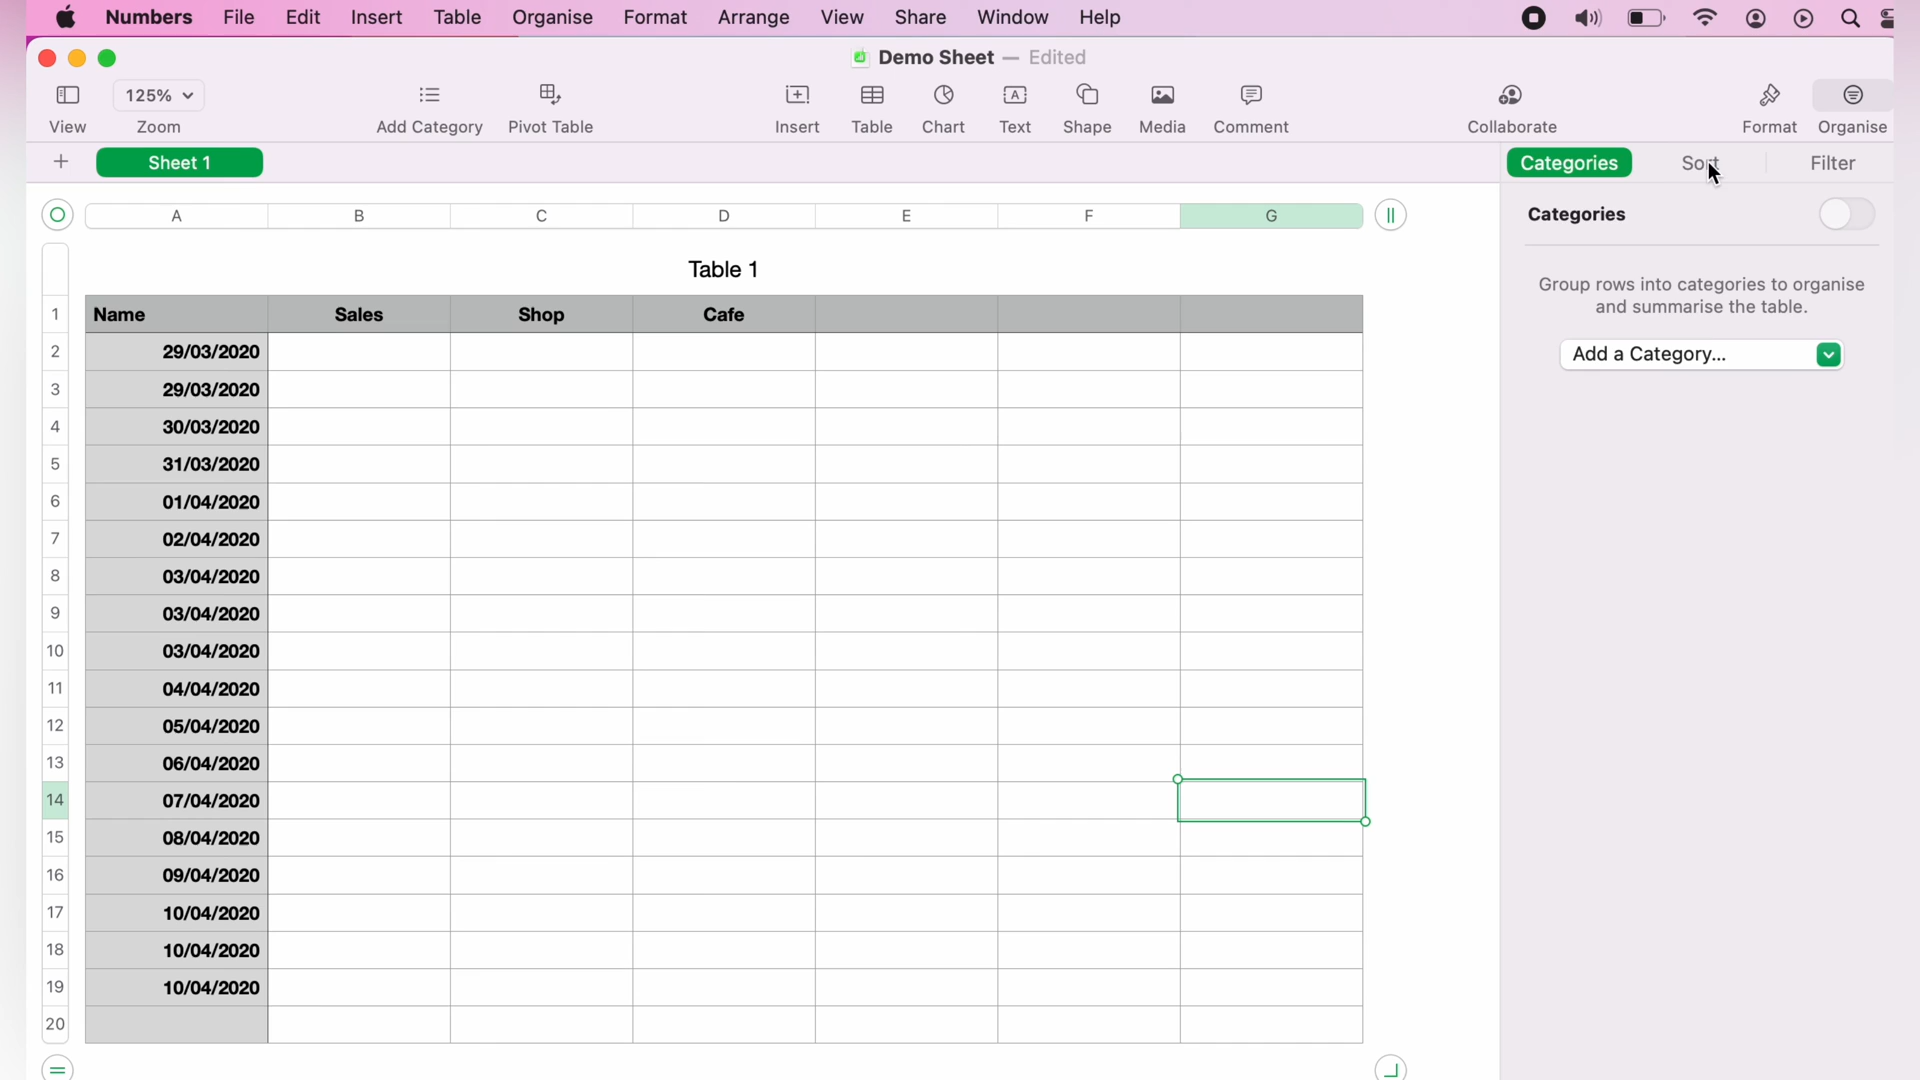 Numbers File Edit Insert Table Organise Format Arrange View Share Window Help
Demo Sheet — Edited
125%
View Zoom Add Category Pivot Table Insert Table Chart Text Shape Media Comment Collaborate Format Organise
+ Sheet 1 Categories Sort Filter
A B C D E F G
Categories
Table 1
Group rows into categories to organise
and summarise the table.
Add a Category...
1 Name Sales Shop Cafe
2 29/03/2020
3 29/03/2020
4 30/03/2020
5 31/03/2020
6 01/04/2020
7 02/04/2020
8 03/04/2020
9 03/04/2020
10 03/04/2020
11 04/04/2020
12 05/04/2020
13 06/04/2020
14 07/04/2020
15 08/04/2020
16 09/04/2020
17 10/04/2020
18 10/04/2020
19 10/04/2020
20